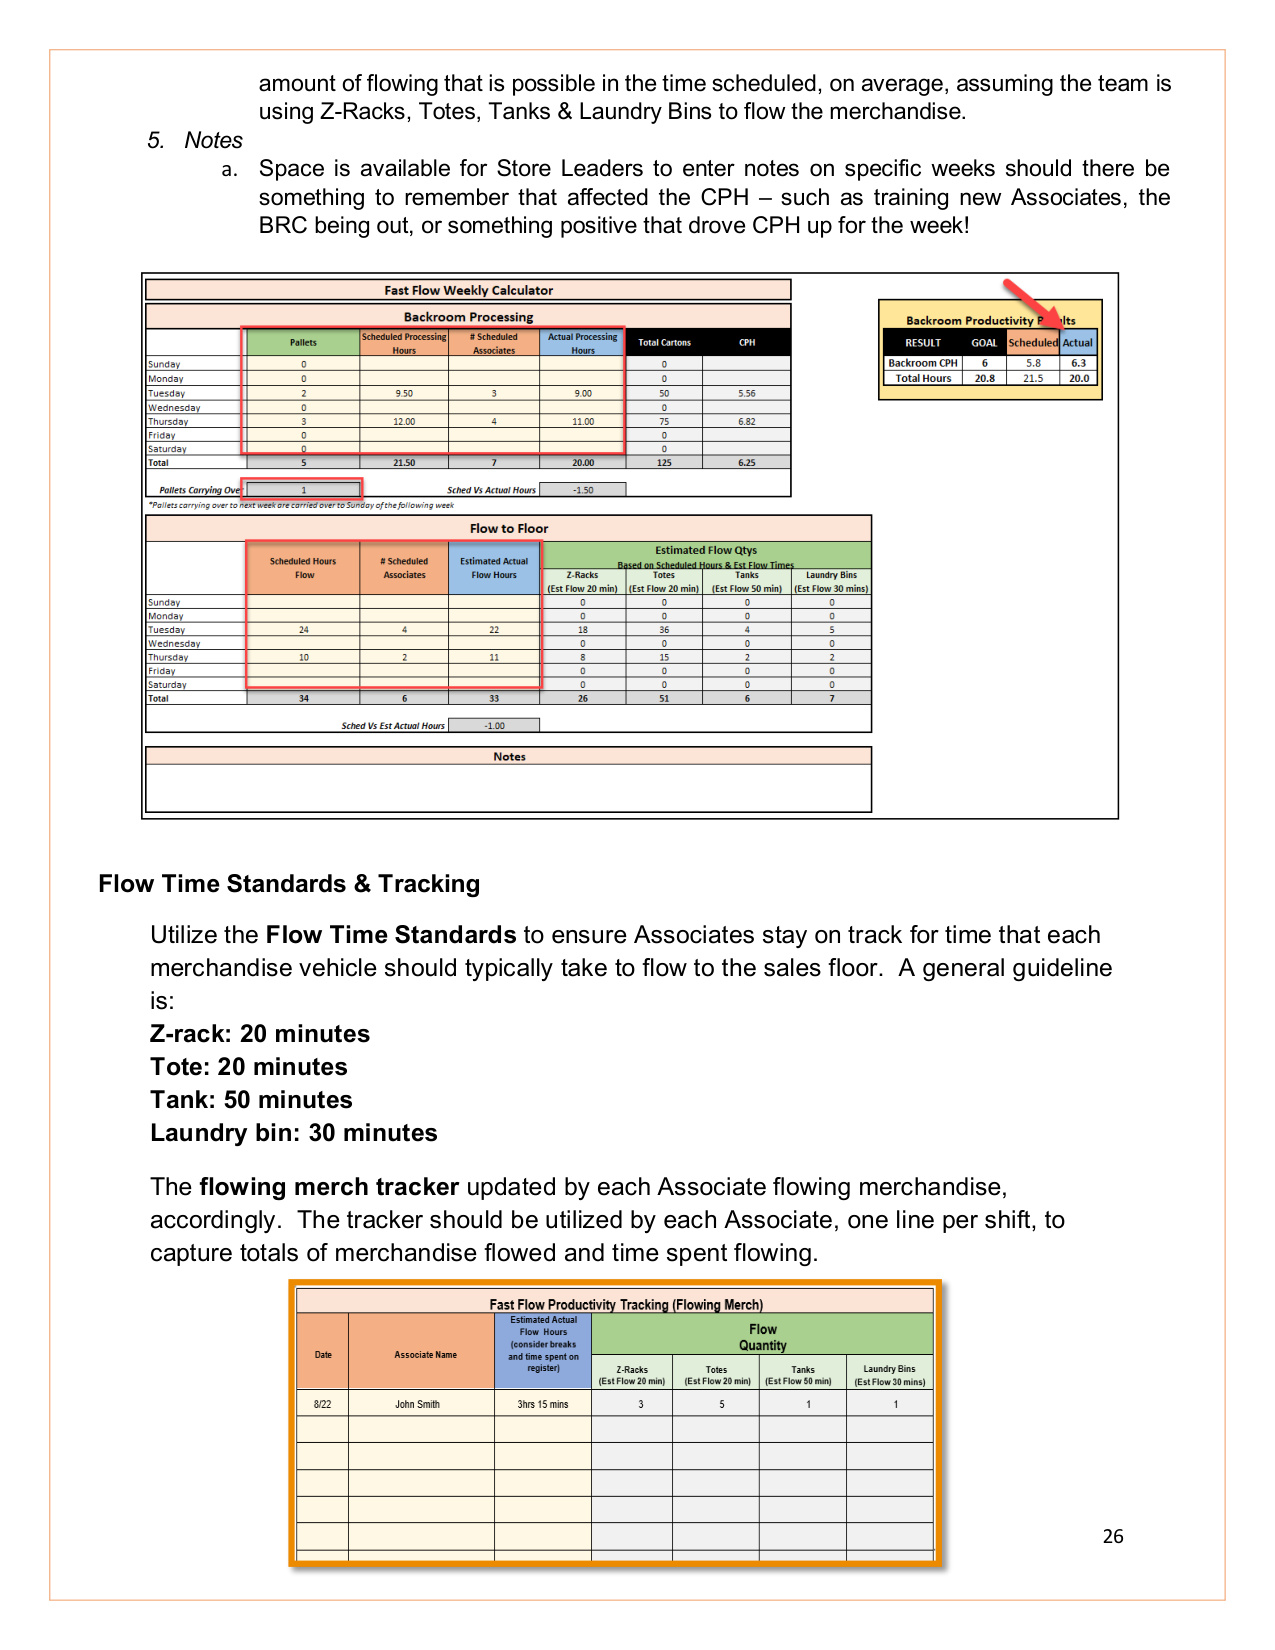 amount of flowing that is possible in the time scheduled, on average, assuming the team is
using Z-Racks, Totes, Tanks & Laundry Bins to flow the merchandise.
5. Notes
a. Space is available for Store Leaders to enter notes on specific weeks should there be
something to remember that affected the CPH – such as training new Associates, the
BRC being out, or something positive that drove CPH up for the week!
Fast Flow Weekly Calculator
Backroom Processing
Pallets Scheduled Processing Hours # Scheduled Associates Actual Processing Hours Total Cartons CPH
Sunday 0 0
Monday 0 0
Tuesday 2 9.50 3 9.00 50 5.56
Wednesday 0 0
Thursday 3 12.00 4 11.00 75 6.82
Friday 0 0
Saturday 0 0
Total 5 21.50 7 20.00 125 6.25
Pallets Carrying Over 1 Sched Vs Actual Hours -1.50
*Pallets carrying over to next week are carried over to Sunday of the following week
Backroom Productivity Results
RESULT GOAL Scheduled Actual
Backroom CPH 6 5.8 6.3
Total Hours 20.8 21.5 20.0
Flow to Floor
Scheduled Hours Flow # Scheduled Associates Estimated Actual Flow Hours
Estimated Flow Qtys
Based on Scheduled Hours & Est Flow Times
Z-Racks Totes Tanks Laundry Bins
(Est Flow 20 min) (Est Flow 20 min) (Est Flow 50 min) (Est Flow 30 mins)
Sunday 0 0 0 0
Monday 0 0 0 0
Tuesday 24 4 22 18 36 4 5
Wednesday 0 0 0 0
Thursday 10 2 11 8 15 2 2
Friday 0 0 0 0
Saturday 0 0 0 0
Total 34 6 33 26 51 6 7
Sched Vs Est Actual Hours -1.00
Notes
Flow Time Standards & Tracking
Utilize the Flow Time Standards to ensure Associates stay on track for time that each
merchandise vehicle should typically take to flow to the sales floor. A general guideline
is:
Z-rack: 20 minutes
Tote: 20 minutes
Tank: 50 minutes
Laundry bin: 30 minutes
The flowing merch tracker updated by each Associate flowing merchandise,
accordingly. The tracker should be utilized by each Associate, one line per shift, to
capture totals of merchandise flowed and time spent flowing.
Fast Flow Productivity Tracking (Flowing Merch)
Date Associate Name
Estimated Actual
Flow Hours
(consider breaks
and time spent on
register)
Flow
Quantity
Z-Racks Totes Tanks Laundry Bins
(Est Flow 20 min) (Est Flow 20 min) (Est Flow 50 min) (Est Flow 30 mins)
8/22 John Smith 3hrs 15 mins 3 5 1 1
26